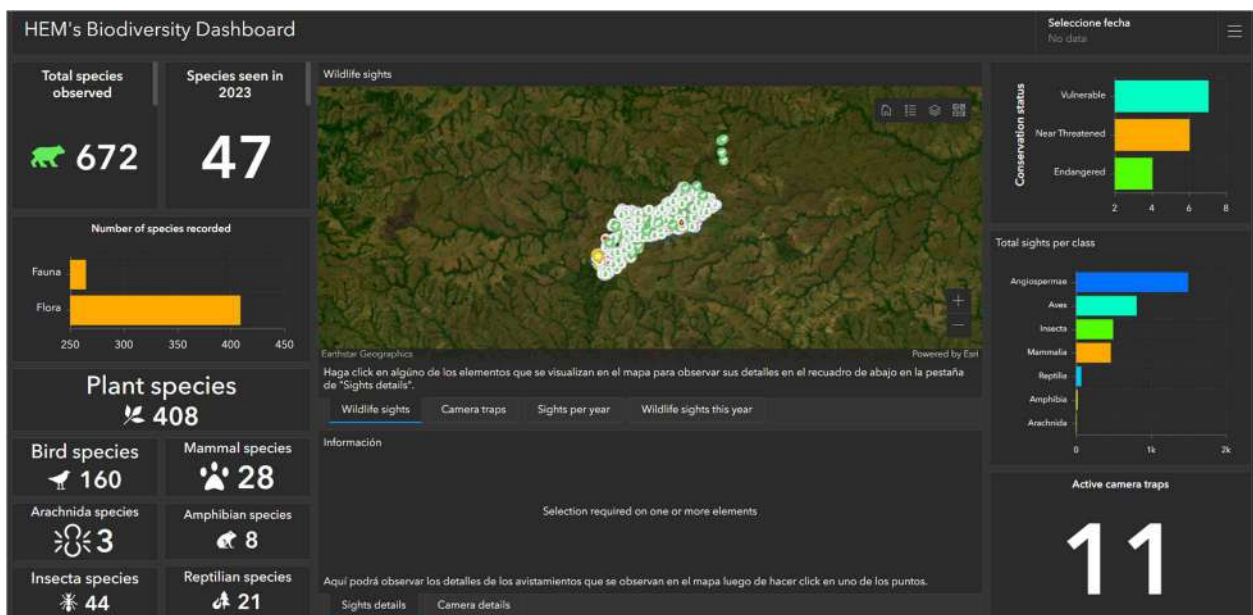 HEM's Biodiversity Dashboard
Seleccione fecha
No data
Total species
observed
672
Species seen in
2023
47
Number of species recorded
Fauna
Flora
250 300 350 400 450
Plant species
408
Bird species
160
Mammal species
28
Arachnida species
3
Amphibian species
8
Insecta species
44
Reptilian species
21
Wildlife sights
Earthstar Geographics
Powered by Esri
Haga click en algúno de los elementos que se visualizan en el mapa para observar sus detalles en el recuadro de abajo en la pestaña
de "Sights details".
Wildlife sights Camera traps Sights per year Wildlife sights this year
Información
Selection required on one or more elements
Aquí podrá observar los detalles de los avistamientos que se observan en el mapa luego de hacer click en uno de los puntos.
Sights details Camera details
Conservation status
Vulnerable
Near Threatened
Endangered
2 4 6 8
Total sights per class
Angiospermae
Aves
Insecta
Mammalia
Reptilia
Amphibia
Arachnida
0 1k 2k
Active camera traps
11